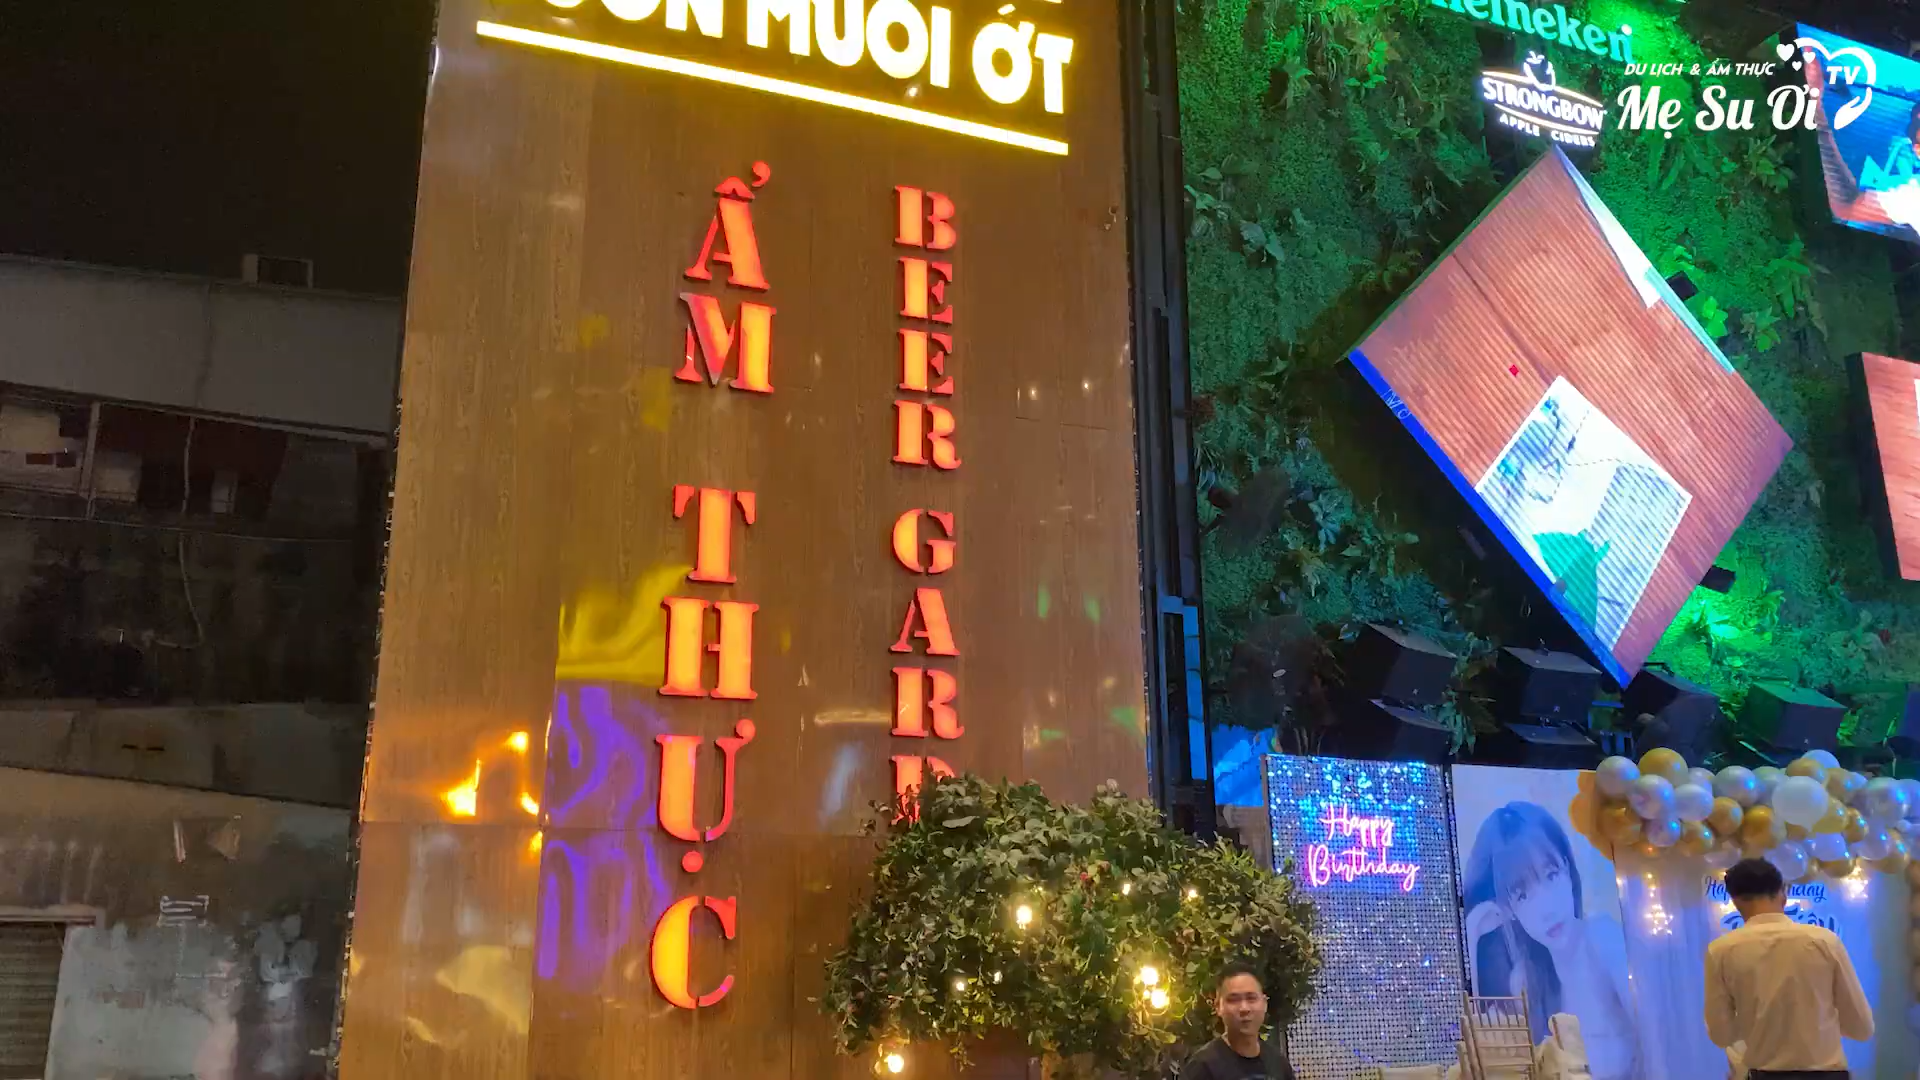 MUỐI ỚT
ẨM THỰC
BEER GARD
Heineken
STRONGBOW
APPLE CIDERS
DU LỊCH & ẨM THỰC
Mẹ Su Ơi
TV
Happy
Birthday